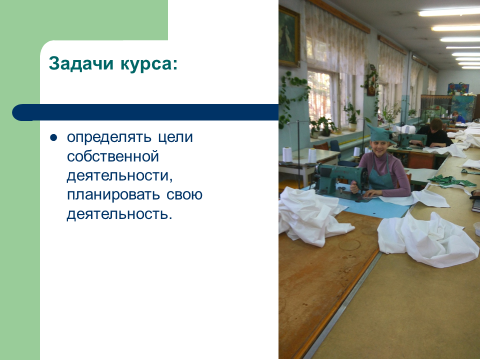 Задачи курса:
определять цели
собственной
деятельности,
планировать свою
деятельность.